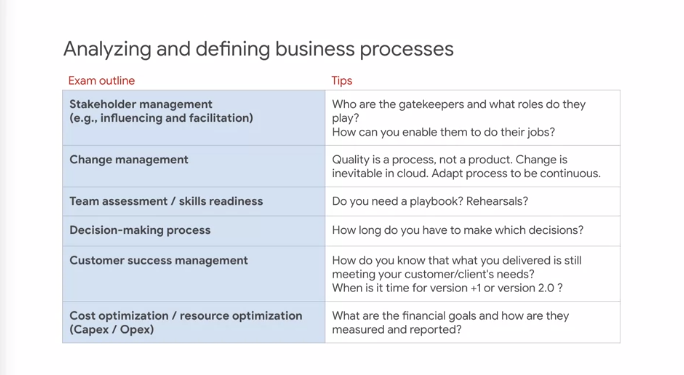 Analyzing and defining business processes
Exam outline
Tips
Stakeholder management
(e.g., influencing and facilitation)
Who are the gatekeepers and what roles do they
play?
How can you enable them to do their jobs?
Change management
Quality is a process, not a product. Change is
inevitable in cloud. Adapt process to be continuous.
Team assessment / skills readiness
Do you need a playbook? Rehearsals?
Decision-making process
How long do you have to make which decisions?
Customer success management
How do you know that what you delivered is still
meeting your customer/client's needs?
When is it time for version +1 or version 2.0 ?
Cost optimization / resource optimization
(Capex / Opex)
What are the financial goals and how are they
measured and reported?